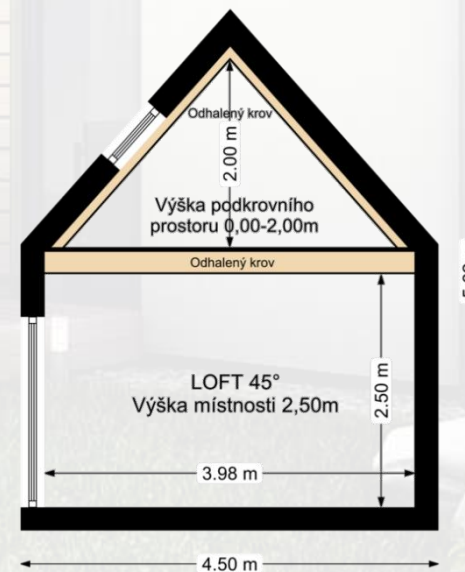 Odhalený krov
2.00 m
Výška podkrovního
prostoru 0,00-2,00m
Odhalený krov
LOFT 45°
Výška místnosti 2,50m
2.50 m
3.98 m
4.50 m